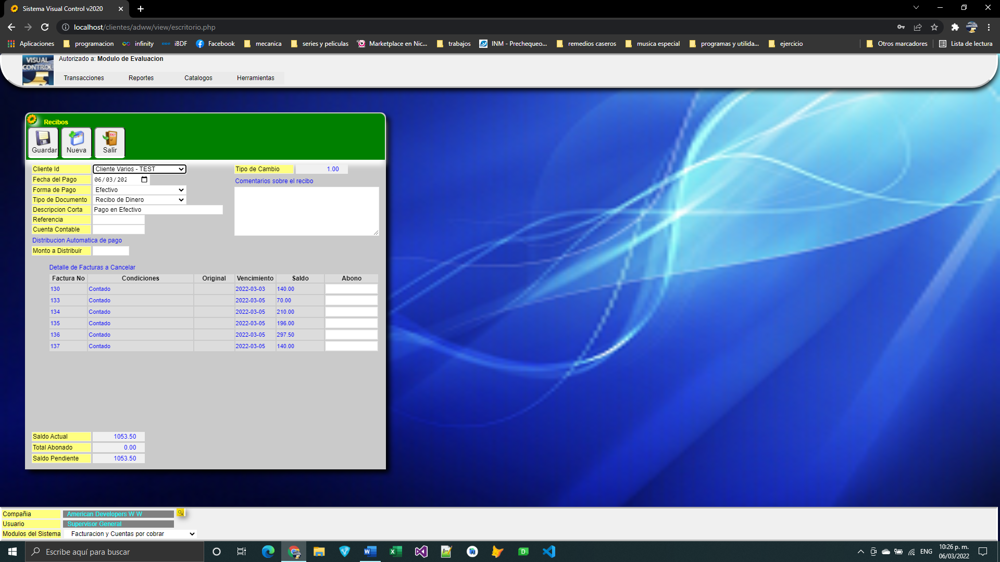 Sistema Visual Control v2020
localhost/clientes/adww/view/escritorio.php
Aplicaciones programacion infinity iBDF Facebook mecanica series y peliculas Marketplace en Nic... trabajos INM - Prechequeo... remedios caseros musica especial programas y utilida... ejercicio Otros marcadores Lista de lectura
VISUAL CONTROL
Autorizado a: Modulo de Evaluacion
Transacciones Reportes Catalogos Herramientas
Recibos
Guardar Nueva Salir
Cliente Id Cliente Varios - TEST Tipo de Cambio 1.00
Fecha del Pago 06/03/202 Comentarios sobre el recibo
Forma de Pago Efectivo
Tipo de Documento Recibo de Dinero
Descripcion Corta Pago en Efectivo
Referencia
Cuenta Contable
Distribucion Automatica de pago
Monto a Distribuir
Detalle de Facturas a Cancelar
Factura No Condiciones Original Vencimiento Saldo Abono
130 Contado 2022-03-03 140.00
133 Contado 2022-03-05 70.00
134 Contado 2022-03-05 210.00
135 Contado 2022-03-05 196.00
136 Contado 2022-03-05 297.50
137 Contado 2022-03-05 140.00
Saldo Actual 1053.50
Total Abonado 0.00
Saldo Pendiente 1053.50
Compañia American Developers W W
Usuario Supervisor General
Modulos del Sistema Facturacion y Cuentas por cobrar
Escribe aquí para buscar
ENG
10:26 p. m.
06/03/2022